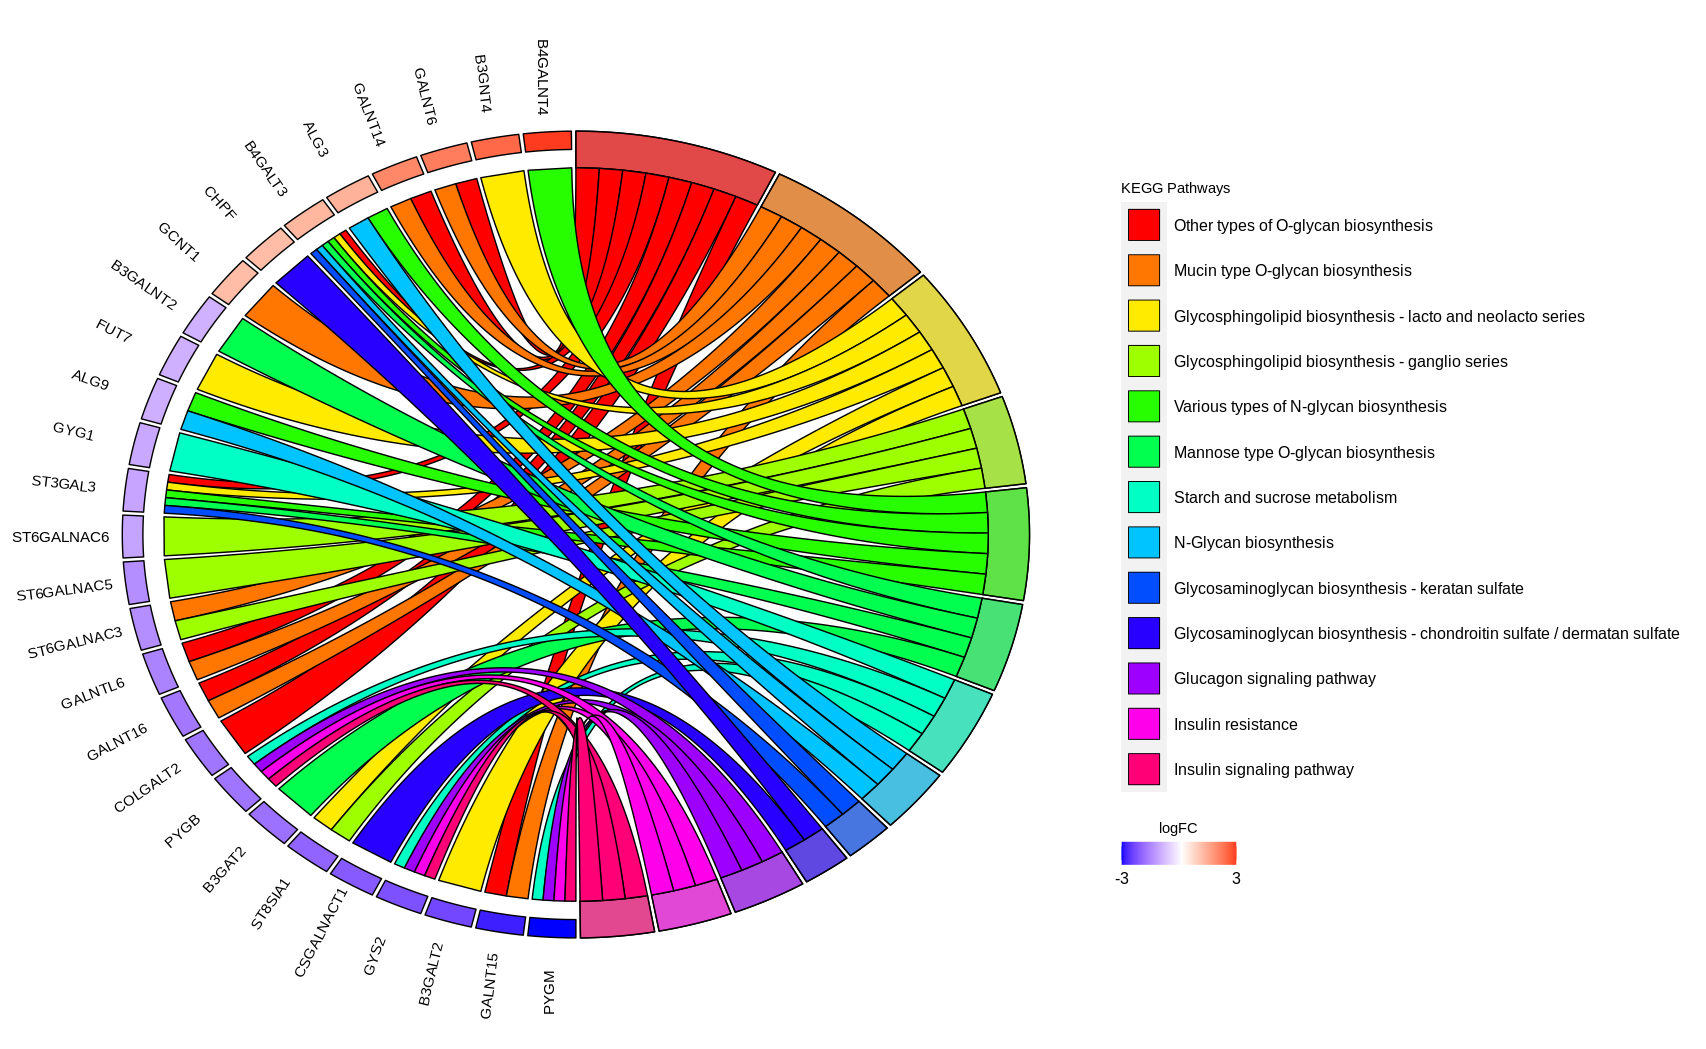 B4GALNT4
B3GNT4
GALNT6
GALNT14
ALG3
B4GALT3
CHPF
GCNT1
B3GALNT2
FUT7
ALG9
GYG1
ST3GAL3
ST6GALNAC6
ST6GALNAC5
ST6GALNAC3
GALNTL6
GALNT16
COLGALT2
PYGB
B3GAT2
ST8SIA1
CSGALNACT1
GYS2
B3GALT2
GALNT15
PYGM
KEGG Pathways
Other types of O-glycan biosynthesis
Mucin type O-glycan biosynthesis
Glycosphingolipid biosynthesis - lacto and neolacto series
Glycosphingolipid biosynthesis - ganglio series
Various types of N-glycan biosynthesis
Mannose type O-glycan biosynthesis
Starch and sucrose metabolism
N-Glycan biosynthesis
Glycosaminoglycan biosynthesis - keratan sulfate
Glycosaminoglycan biosynthesis - chondroitin sulfate / dermatan sulfate
Glucagon signaling pathway
Insulin resistance
Insulin signaling pathway
logFC
-3 3